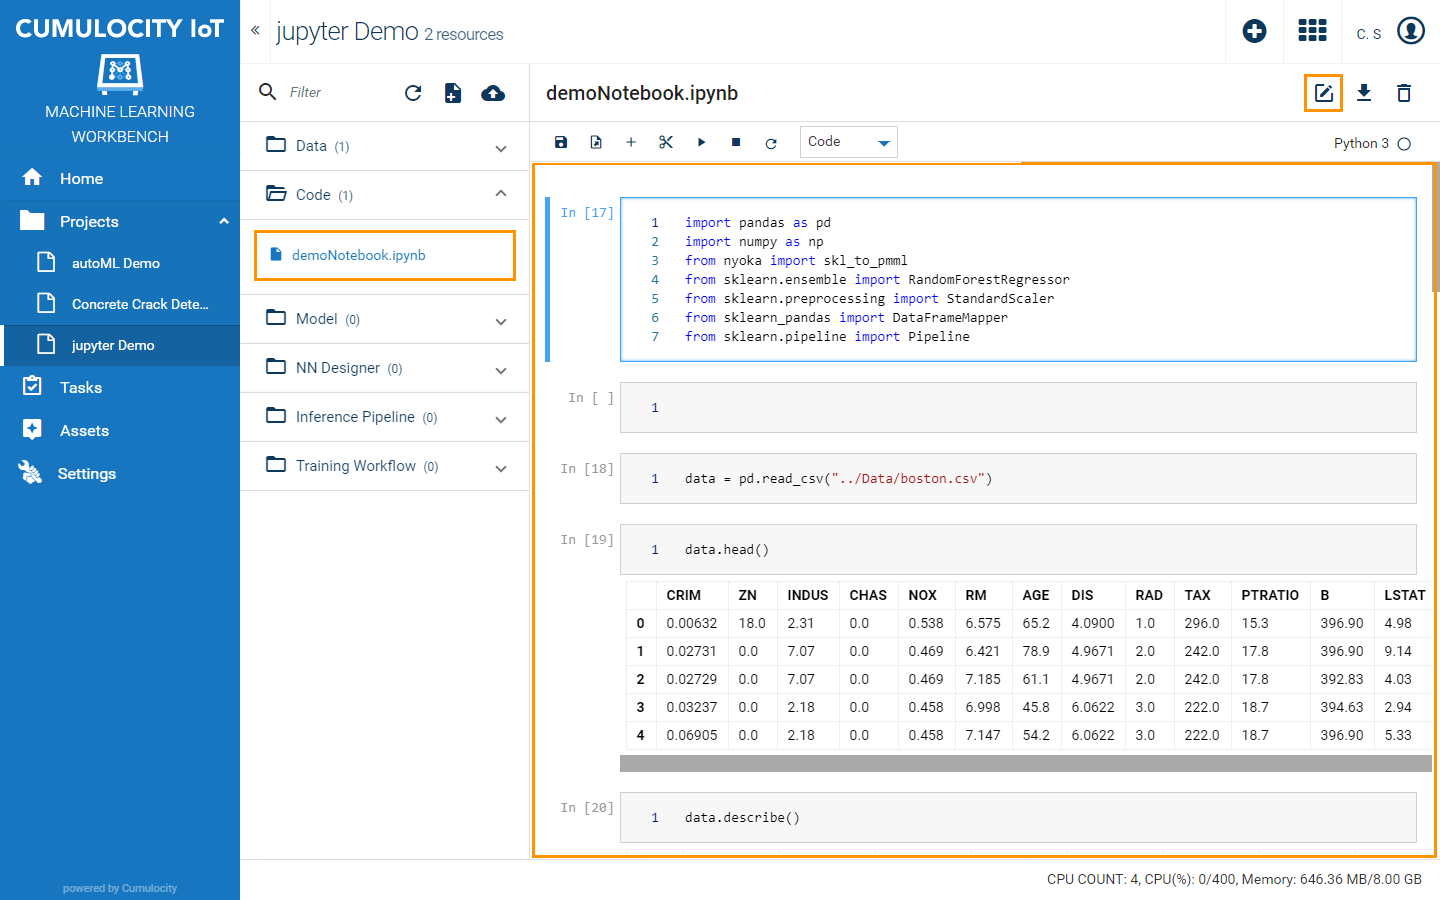 CUMULOCITY IoT
MACHINE LEARNING
WORKBENCH
Home
Projects
autoML Demo
Concrete Crack Dete...
jupyter Demo
Tasks
Assets
Settings
powered by Cumulocity
« jupyter Demo 2 resources
C. S
Filter
Data (1)
Code (1)
demoNotebook.ipynb
Model (0)
NN Designer (0)
Inference Pipeline (0)
Training Workflow (0)
demoNotebook.ipynb
Code
Python 3
In [17]
1 import pandas as pd
2 import numpy as np
3 from nyoka import skl_to_pmml
4 from sklearn.ensemble import RandomForestRegressor
5 from sklearn.preprocessing import StandardScaler
6 from sklearn_pandas import DataFrameMapper
7 from sklearn.pipeline import Pipeline
In [ ]
1
In [18]
1 data = pd.read_csv("../Data/boston.csv")
In [19]
1 data.head()
CRIM ZN INDUS CHAS NOX RM AGE DIS RAD TAX PTRATIO B LSTAT
0 0.00632 18.0 2.31 0.0 0.538 6.575 65.2 4.0900 1.0 296.0 15.3 396.90 4.98
1 0.02731 0.0 7.07 0.0 0.469 6.421 78.9 4.9671 2.0 242.0 17.8 396.90 9.14
2 0.02729 0.0 7.07 0.0 0.469 7.185 61.1 4.9671 2.0 242.0 17.8 392.83 4.03
3 0.03237 0.0 2.18 0.0 0.458 6.998 45.8 6.0622 3.0 222.0 18.7 394.63 2.94
4 0.06905 0.0 2.18 0.0 0.458 7.147 54.2 6.0622 3.0 222.0 18.7 396.90 5.33
In [20]
1 data.describe()
CPU COUNT: 4, CPU(%): 0/400, Memory: 646.36 MB/8.00 GB